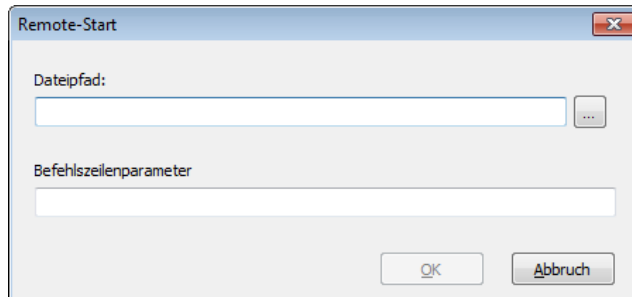 Remote-Start
Dateipfad:
...
Befehlszeilenparameter
OK
Abbruch